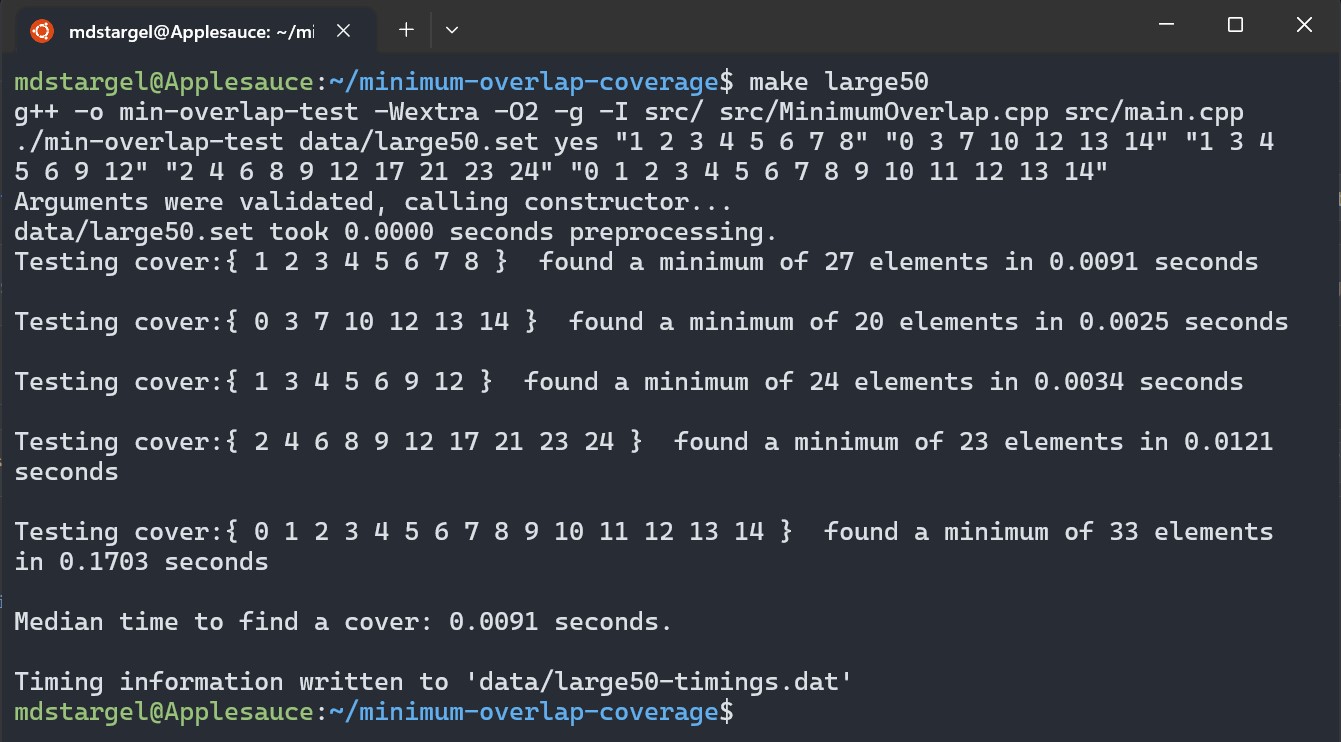 mdstargel@Applesauce: ~/mi
mdstargel@Applesauce:~/minimum-overlap-coverage$ make large50
g++ -o min-overlap-test -Wextra -O2 -g -I src/ src/MinimumOverlap.cpp src/main.cpp
./min-overlap-test data/large50.set yes "1 2 3 4 5 6 7 8" "0 3 7 10 12 13 14" "1 3 4
5 6 9 12" "2 4 6 8 9 12 17 21 23 24" "0 1 2 3 4 5 6 7 8 9 10 11 12 13 14"
Arguments were validated, calling constructor...
data/large50.set took 0.0000 seconds preprocessing.
Testing cover:{ 1 2 3 4 5 6 7 8 }  found a minimum of 27 elements in 0.0091 seconds
Testing cover:{ 0 3 7 10 12 13 14 }  found a minimum of 20 elements in 0.0025 seconds
Testing cover:{ 1 3 4 5 6 9 12 }  found a minimum of 24 elements in 0.0034 seconds
Testing cover:{ 2 4 6 8 9 12 17 21 23 24 }  found a minimum of 23 elements in 0.0121
seconds
Testing cover:{ 0 1 2 3 4 5 6 7 8 9 10 11 12 13 14 }  found a minimum of 33 elements
in 0.1703 seconds
Median time to find a cover: 0.0091 seconds.
Timing information written to 'data/large50-timings.dat'
mdstargel@Applesauce:~/minimum-overlap-coverage$